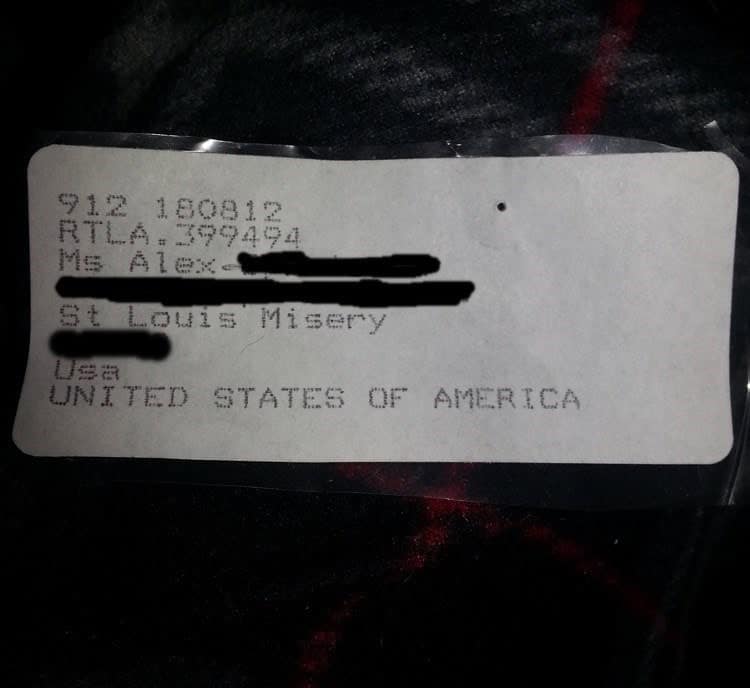 912 180812
RTLA.399494
Ms Alex
St Louis Misery
Usa
UNITED STATES OF AMERICA